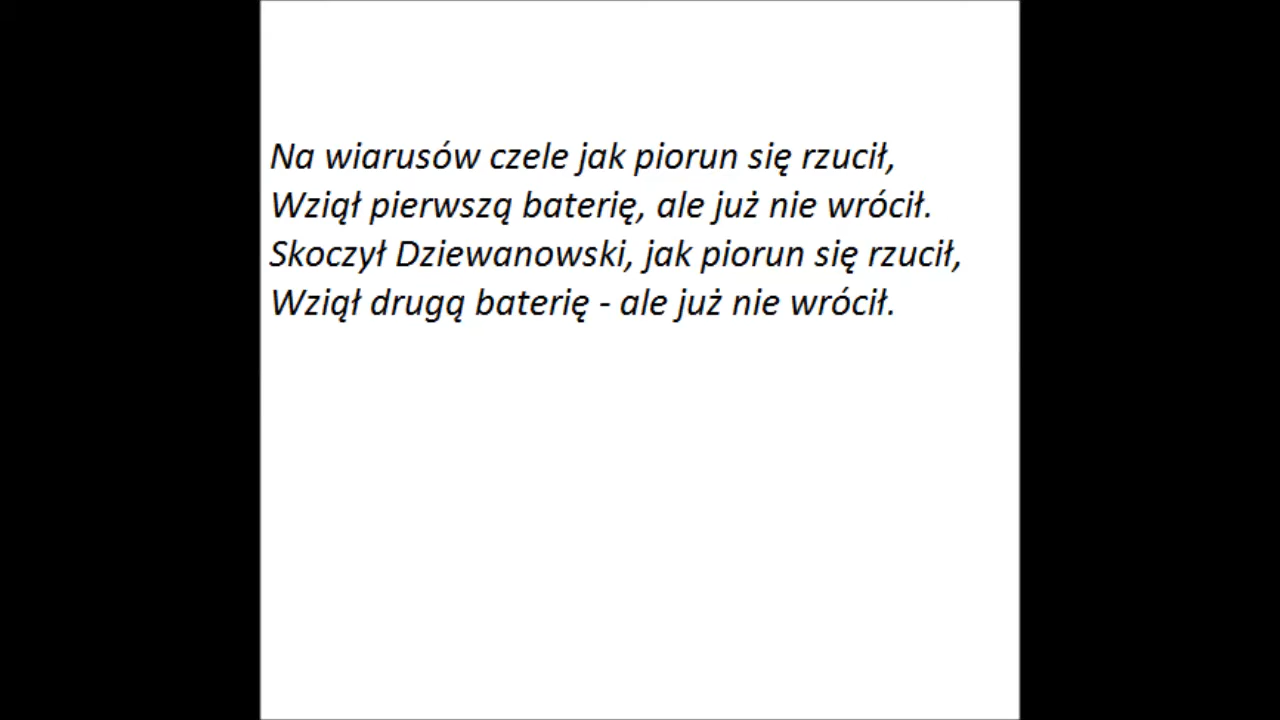 Na wiarusów czele jak piorun się rzucił,
Wziął pierwszą baterię, ale już nie wrócił.
Skoczył Dziewanowski, jak piorun się rzucił,
Wziął drugą baterię - ale już nie wrócił.